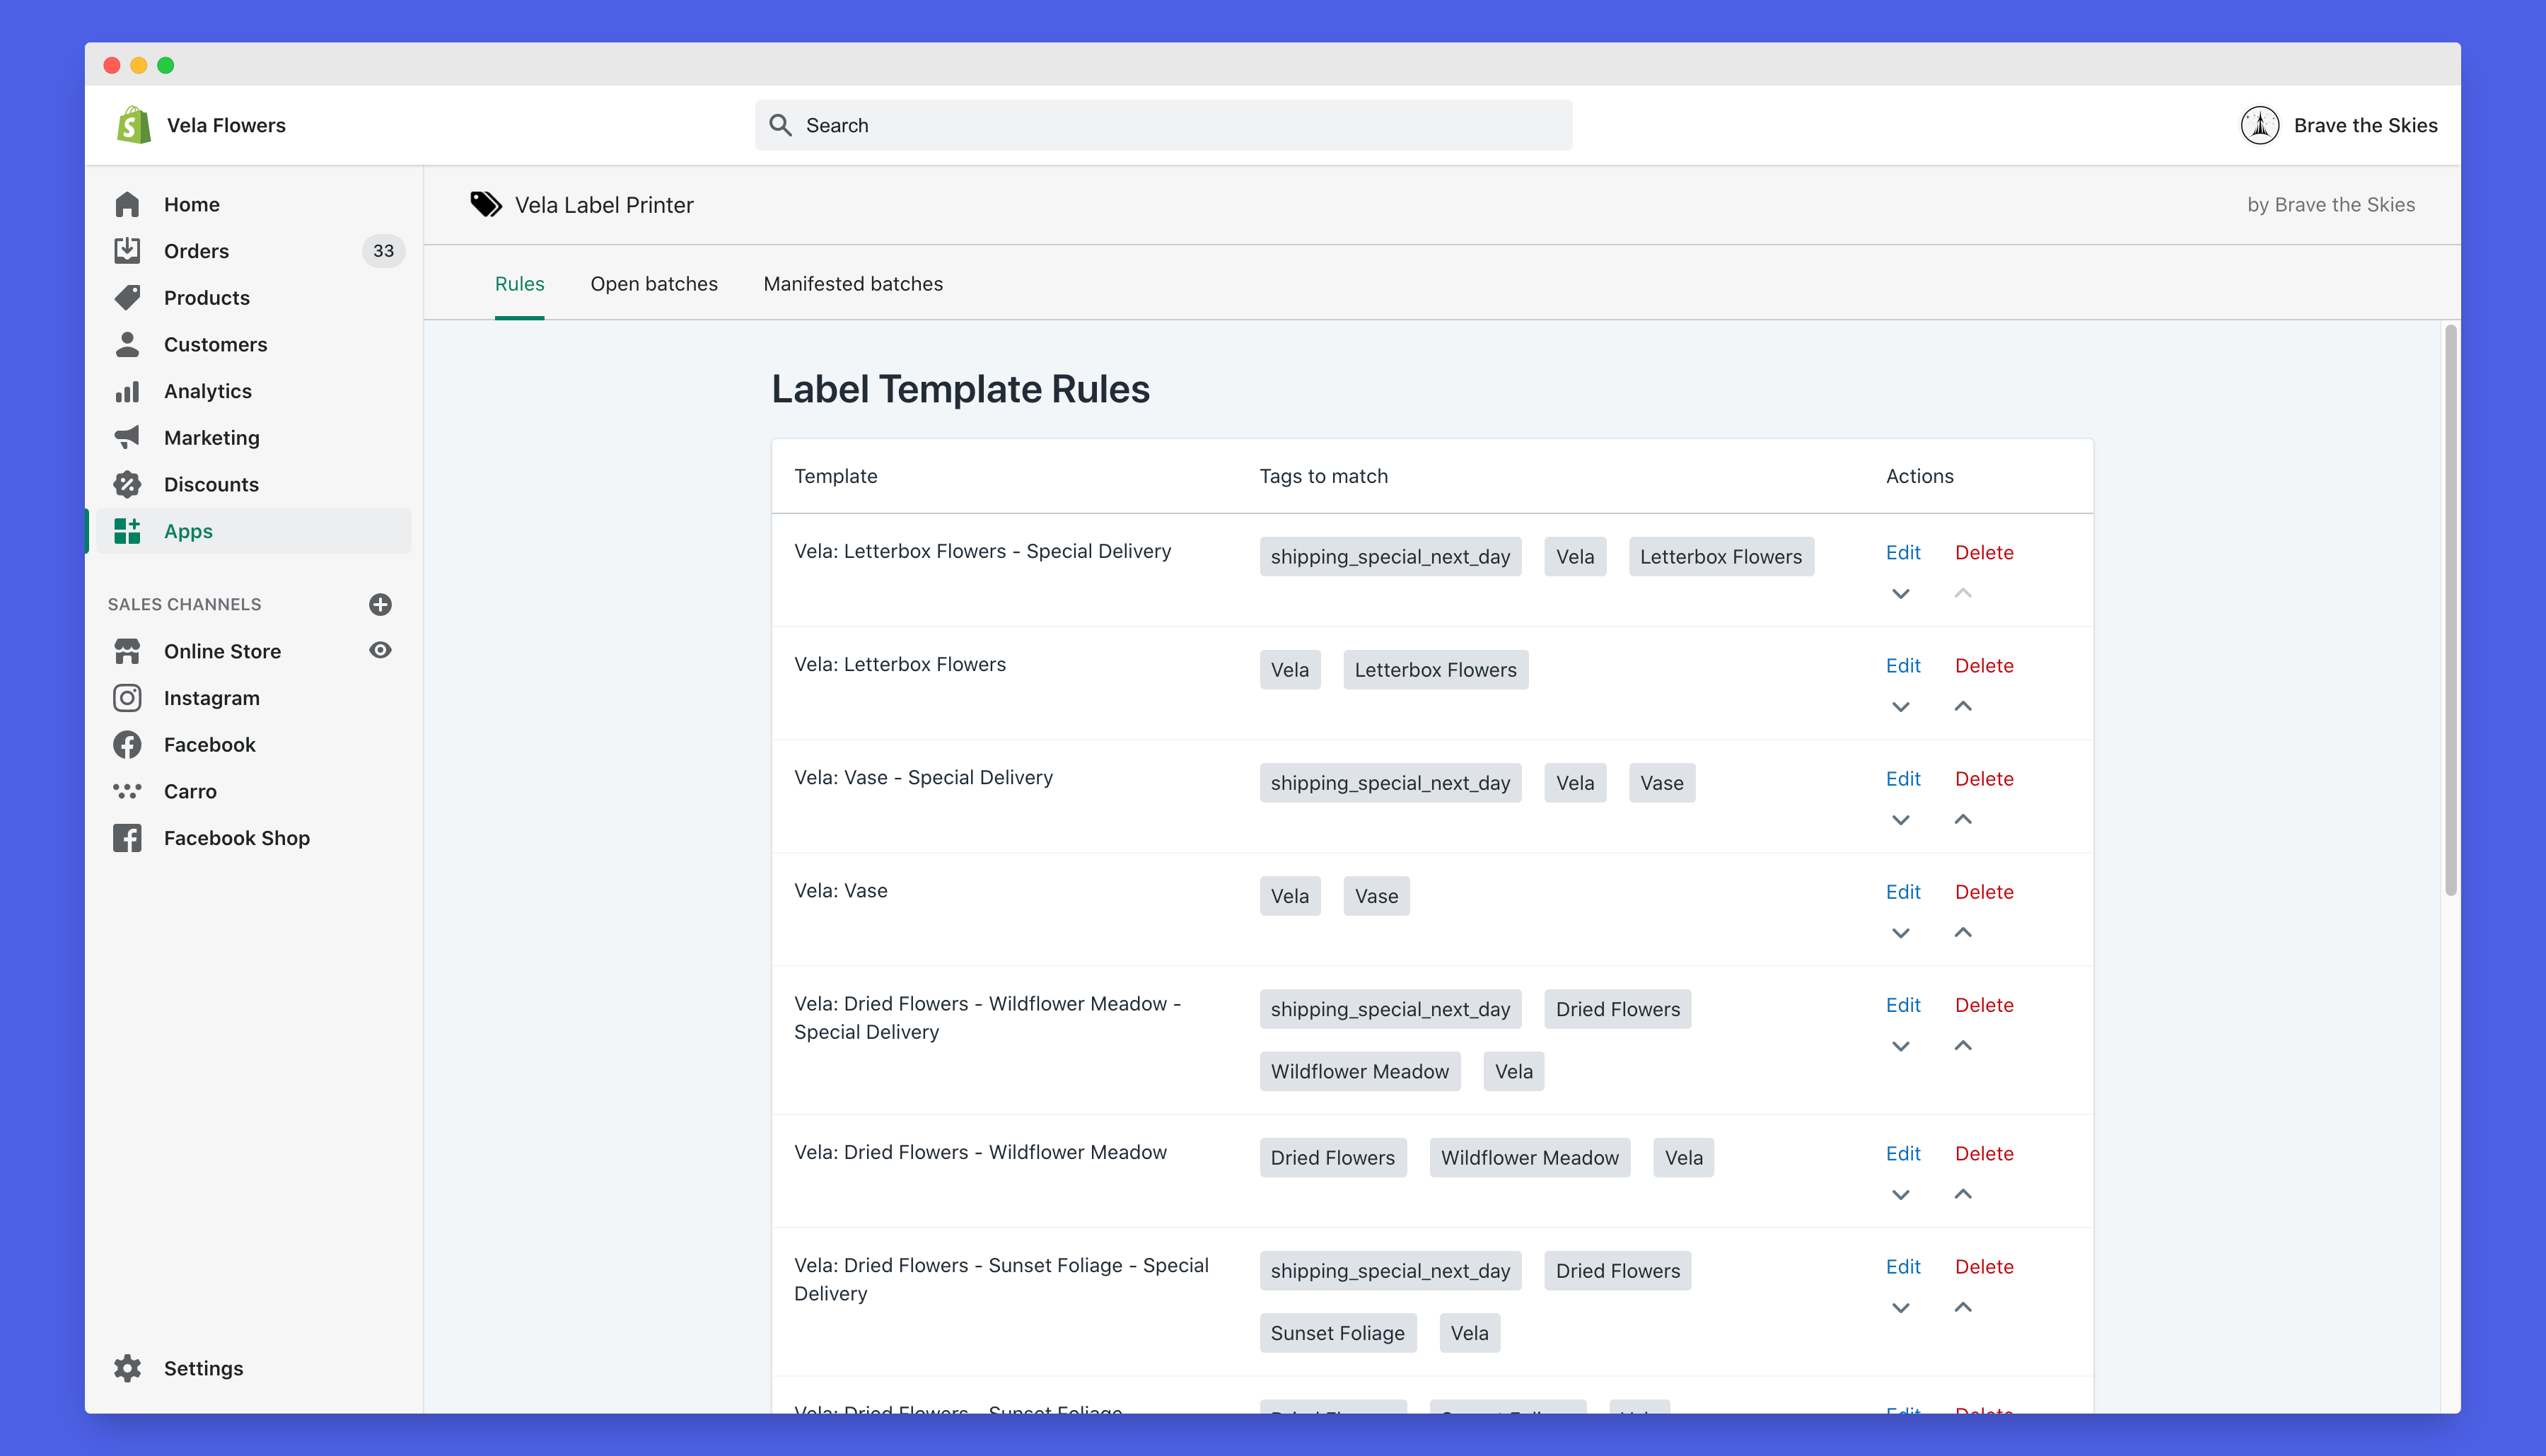 Vela Flowers
Search
Brave the Skies
Home
Orders
33
Products
Customers
Analytics
Marketing
Discounts
Apps
SALES CHANNELS
Online Store
Instagram
Facebook
Carro
Facebook Shop
Settings
Vela Label Printer
by Brave the Skies
Rules
Open batches
Manifested batches
Label Template Rules
Template
Tags to match
Actions
Vela: Letterbox Flowers - Special Delivery
shipping_special_next_day
Vela
Letterbox Flowers
Edit
Delete
Vela: Letterbox Flowers
Vela
Letterbox Flowers
Edit
Delete
Vela: Vase - Special Delivery
shipping_special_next_day
Vela
Vase
Edit
Delete
Vela: Vase
Vela
Vase
Edit
Delete
Vela: Dried Flowers - Wildflower Meadow -
Special Delivery
shipping_special_next_day
Dried Flowers
Wildflower Meadow
Vela
Edit
Delete
Vela: Dried Flowers - Wildflower Meadow
Dried Flowers
Wildflower Meadow
Vela
Edit
Delete
Vela: Dried Flowers - Sunset Foliage - Special
Delivery
shipping_special_next_day
Dried Flowers
Sunset Foliage
Vela
Edit
Delete
Vela: Dried Flowers - Sunset Foliage
Edit
Delete